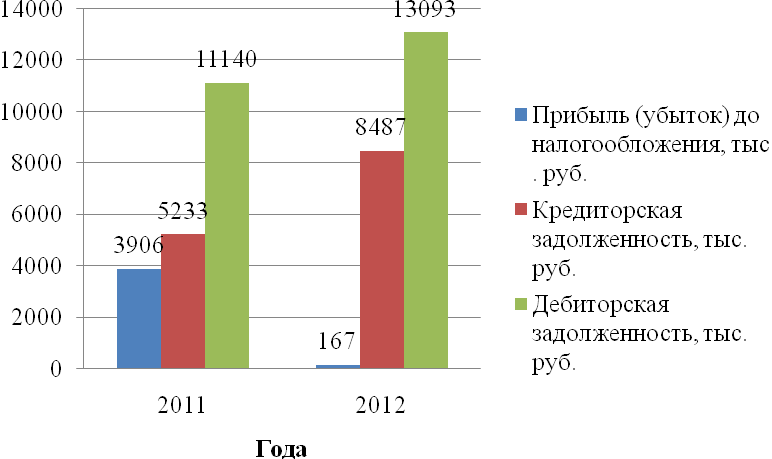 14000
12000
10000
8000
6000
4000
2000
0
3906
5233
11140
167
8487
13093
2011
2012
Года
Прибыль (убыток) до
налогообложения, тыс
. руб.
Кредиторская
задолженность, тыс.
руб.
Дебиторская
задолженность, тыс.
руб.